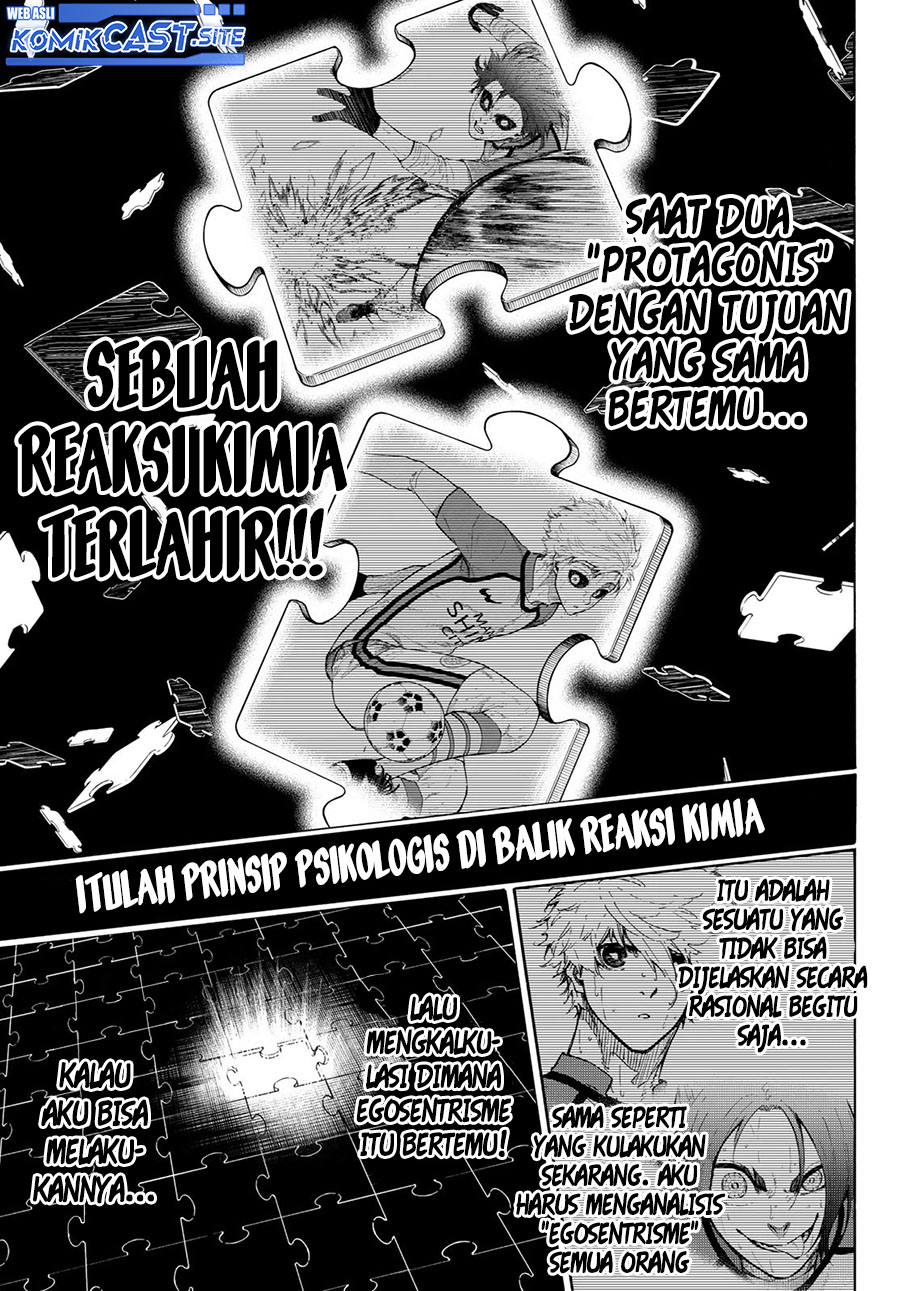 WEB ASLI
KOMIKCAST.SITE
SAAT DUA
"PROTAGONIS"
DENGAN TUJUAN
YANG SAMA
BERTEMU...
SEBUAH
REAKSI KIMIA
TERLAHIR!!!
MAN
SHIN
C
ITULAH PRINSIP PSIKOLOGIS DI BALIK REAKSI KIMIA
ITU ADALAH
SESUATU YANG
TIDAK BISA
DIJELASKAN SECARA
RASIONAL BEGITU
SAJA...
SAMA SEPERTI
YANG KULAKUKAN
SEKARANG. AKU
HARUS MENGANALISIS
"EGOSENTRISME"
SEMUA ORANG
LALU
MENGKALKU-
LASI DIMANA
EGOSENTRISME
ITU BERTEMU!
KALAU
AKU BISA
MELAKU-
KANNYA...